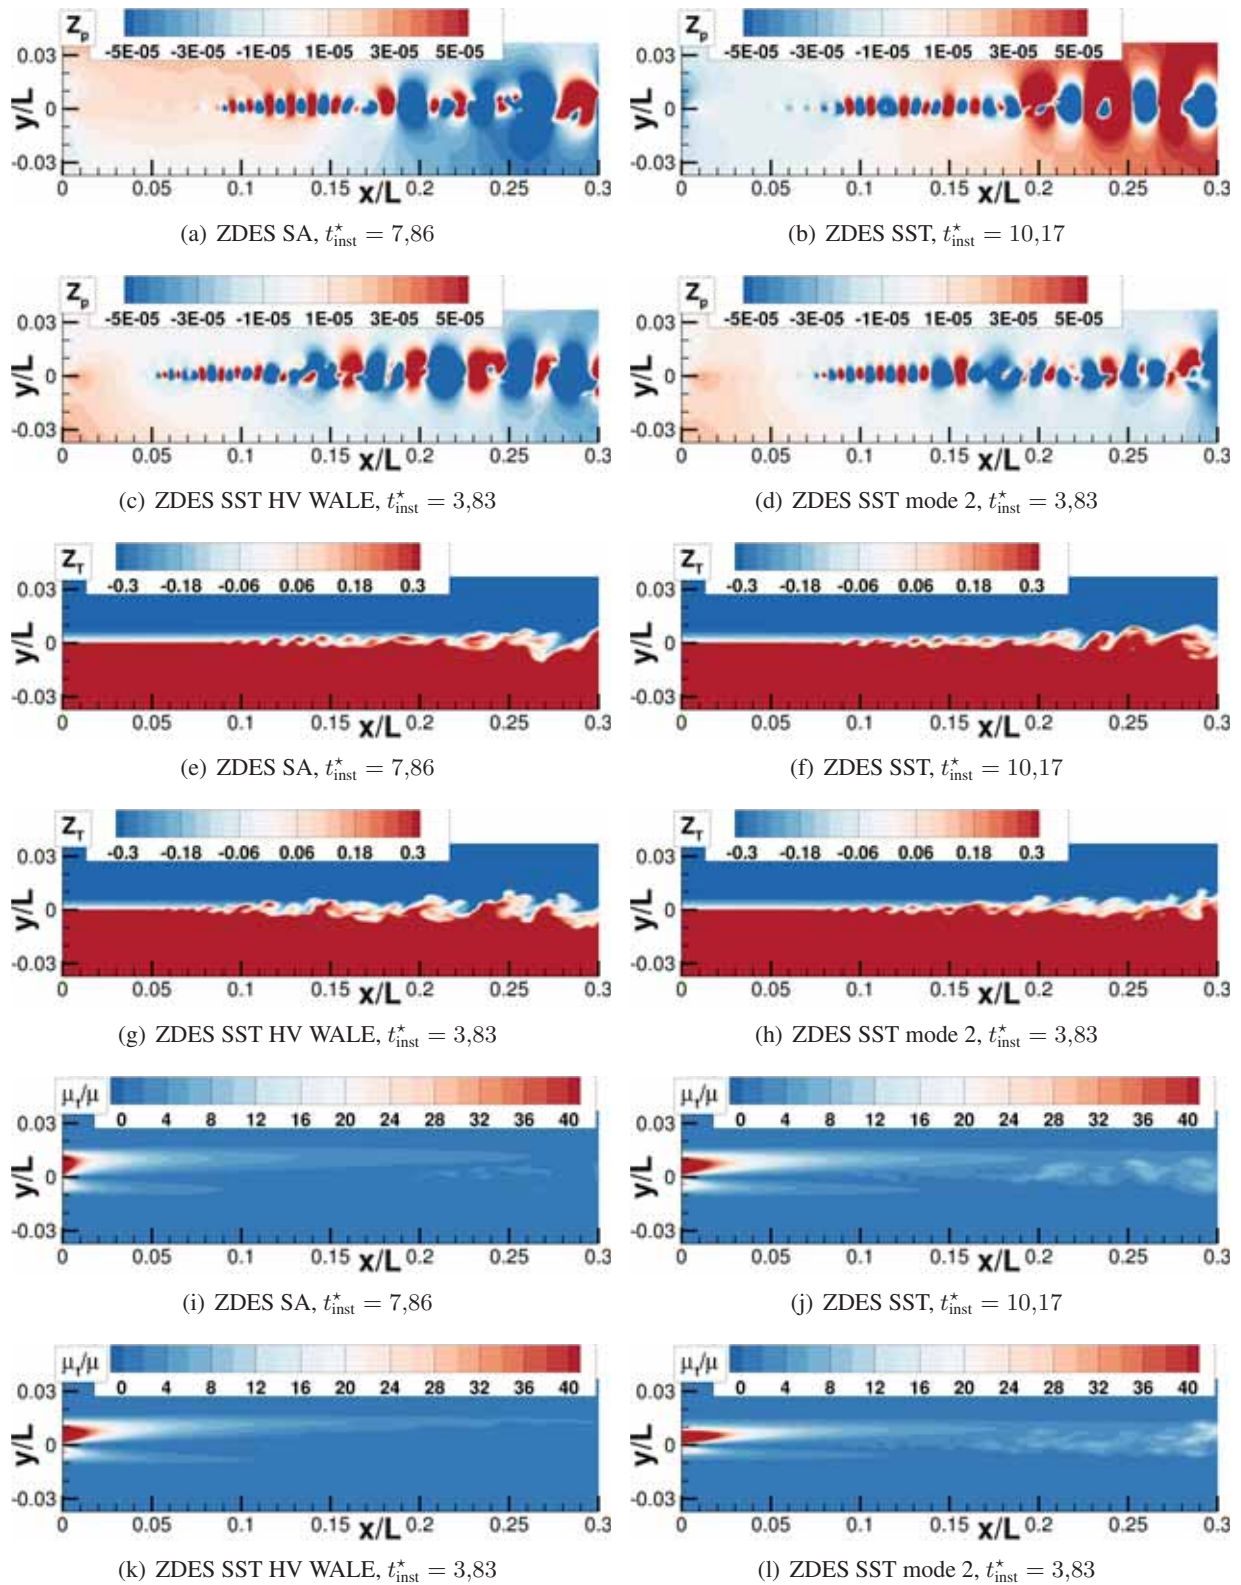 Z_p
-5E-05 -3E-05 -1E-05 1E-05 3E-05 5E-05
y/L
0.03
0
-0.03
0 0.05 0.1 0.15 x/L 0.2 0.25 0.3
(a) ZDES SA, t*inst = 7,86
Z_p
-5E-05 -3E-05 -1E-05 1E-05 3E-05 5E-05
y/L
0.03
0
-0.03
0 0.05 0.1 0.15 x/L 0.2 0.25 0.3
(b) ZDES SST, t*inst = 10,17
Z_p
-5E-05 -3E-05 -1E-05 1E-05 3E-05 5E-05
y/L
0.03
0
-0.03
0 0.05 0.1 0.15 x/L 0.2 0.25 0.3
(c) ZDES SST HV WALE, t*inst = 3,83
Z_p
-5E-05 -3E-05 -1E-05 1E-05 3E-05 5E-05
y/L
0.03
0
-0.03
0 0.05 0.1 0.15 x/L 0.2 0.25 0.3
(d) ZDES SST mode 2, t*inst = 3,83
Z_T
-0.3 -0.18 -0.06 0.06 0.18 0.3
y/L
0.03
0
-0.03
0 0.05 0.1 0.15 x/L 0.2 0.25 0.3
(e) ZDES SA, t*inst = 7,86
Z_T
-0.3 -0.18 -0.06 0.06 0.18 0.3
y/L
0.03
0
-0.03
0 0.05 0.1 0.15 x/L 0.2 0.25 0.3
(f) ZDES SST, t*inst = 10,17
Z_T
-0.3 -0.18 -0.06 0.06 0.18 0.3
y/L
0.03
0
-0.03
0 0.05 0.1 0.15 x/L 0.2 0.25 0.3
(g) ZDES SST HV WALE, t*inst = 3,83
Z_T
-0.3 -0.18 -0.06 0.06 0.18 0.3
y/L
0.03
0
-0.03
0 0.05 0.1 0.15 x/L 0.2 0.25 0.3
(h) ZDES SST mode 2, t*inst = 3,83
μ_t/μ
0 4 8 12 16 20 24 28 32 36 40
y/L
0.03
0
-0.03
0 0.05 0.1 0.15 x/L 0.2 0.25 0.3
(i) ZDES SA, t*inst = 7,86
μ_t/μ
0 4 8 12 16 20 24 28 32 36 40
y/L
0.03
0
-0.03
0 0.05 0.1 0.15 x/L 0.2 0.25 0.3
(j) ZDES SST, t*inst = 10,17
μ_t/μ
0 4 8 12 16 20 24 28 32 36 40
y/L
0.03
0
-0.03
0 0.05 0.1 0.15 x/L 0.2 0.25 0.3
(k) ZDES SST HV WALE, t*inst = 3,83
μ_t/μ
0 4 8 12 16 20 24 28 32 36 40
y/L
0.03
0
-0.03
0 0.05 0.1 0.15 x/L 0.2 0.25 0.3
(l) ZDES SST mode 2, t*inst = 3,83